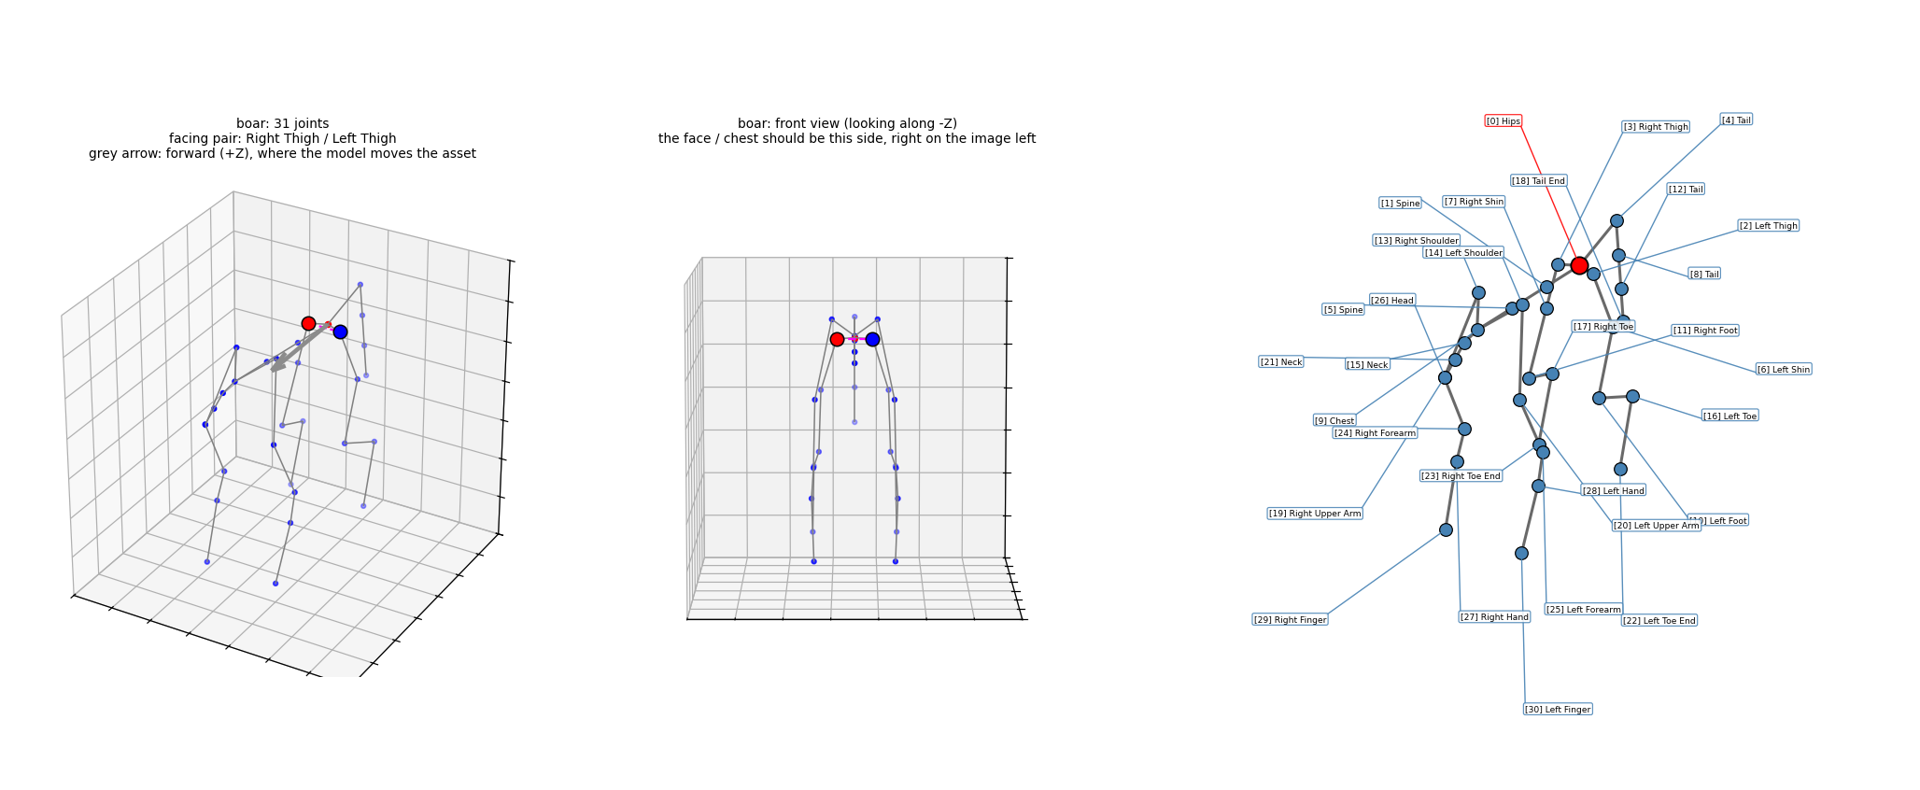 boar: 31 joints
facing pair: Right Thigh / Left Thigh
grey arrow: forward (+Z), where the model moves the asset
boar: front view (looking along -Z)
the face / chest should be this side, right on the image left
[0] Hips
[4] Tail
[3] Right Thigh
[18] Tail End
[12] Tail
[1] Spine
[7] Right Shin
[2] Left Thigh
[13] Right Shoulder
[14] Left Shoulder
[8] Tail
[26] Head
[5] Spine
[17] Right Toe
[11] Right Foot
[21] Neck
[15] Neck
[6] Left Shin
[16] Left Toe
[9] Chest
[24] Right Forearm
[23] Right Toe End
[28] Left Hand
[19] Right Upper Arm
[20] Left Upper Arm
Left Foot
[29] Right Finger
[27] Right Hand
[25] Left Forearm
[22] Left Toe End
[30] Left Finger